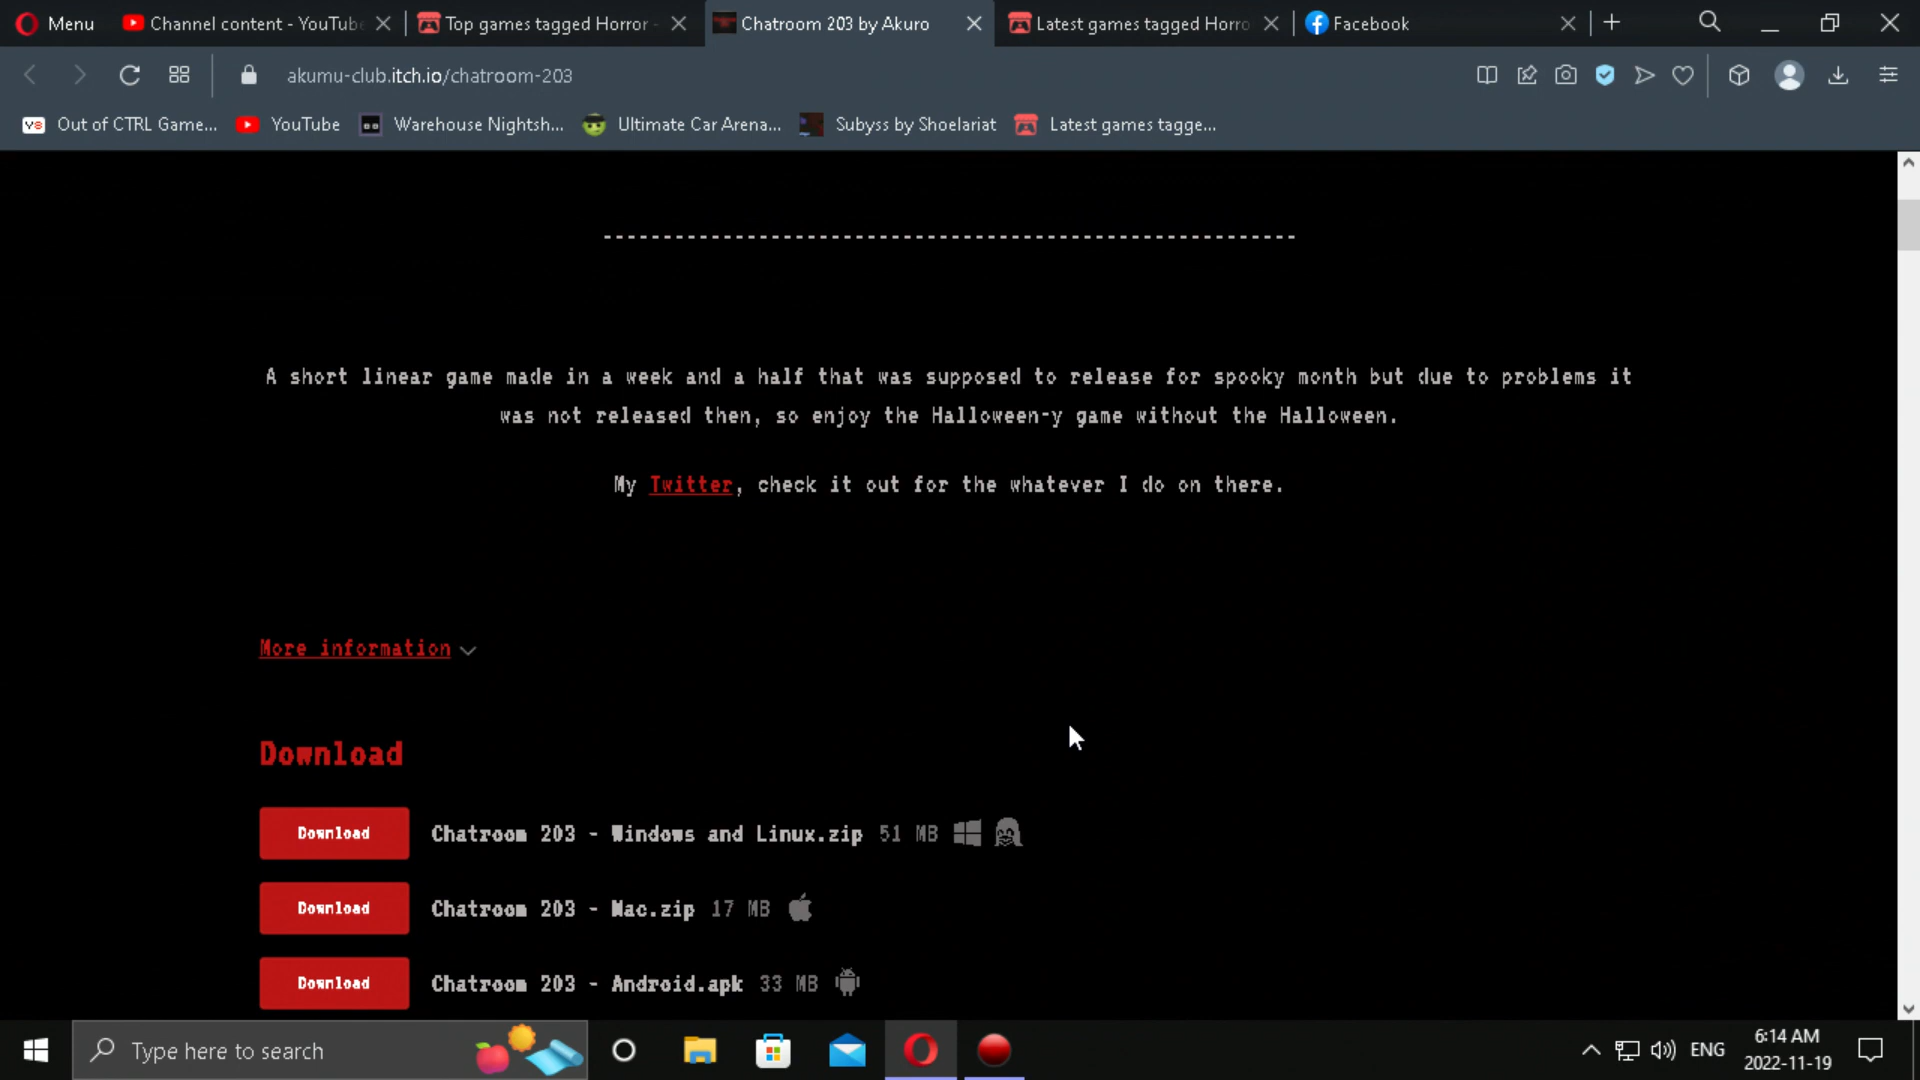 Menu
Channel content - YouTube
Top games tagged Horror -
Chatroom 203 by Akuro
Latest games tagged Horro
Facebook
akumu-club.itch.io/chatroom-203
Out of CTRL Game...
YouTube
Warehouse Nightsh...
Ultimate Car Arena...
Subyss by Shoelariat
Latest games tagge...
----------------------------------------------------------
A short linear game made in a week and a half that was supposed to release for spooky month but due to problems it
was not released then, so enjoy the Halloween-y game without the Halloween.
My Twitter, check it out for the whatever I do on there.
More information
Download
Download Chatroom 203 - Windows and Linux.zip 51 MB
Download Chatroom 203 - Mac.zip 17 MB
Download Chatroom 203 - Android.apk 33 MB
Type here to search
ENG
6:14 AM
2022-11-19